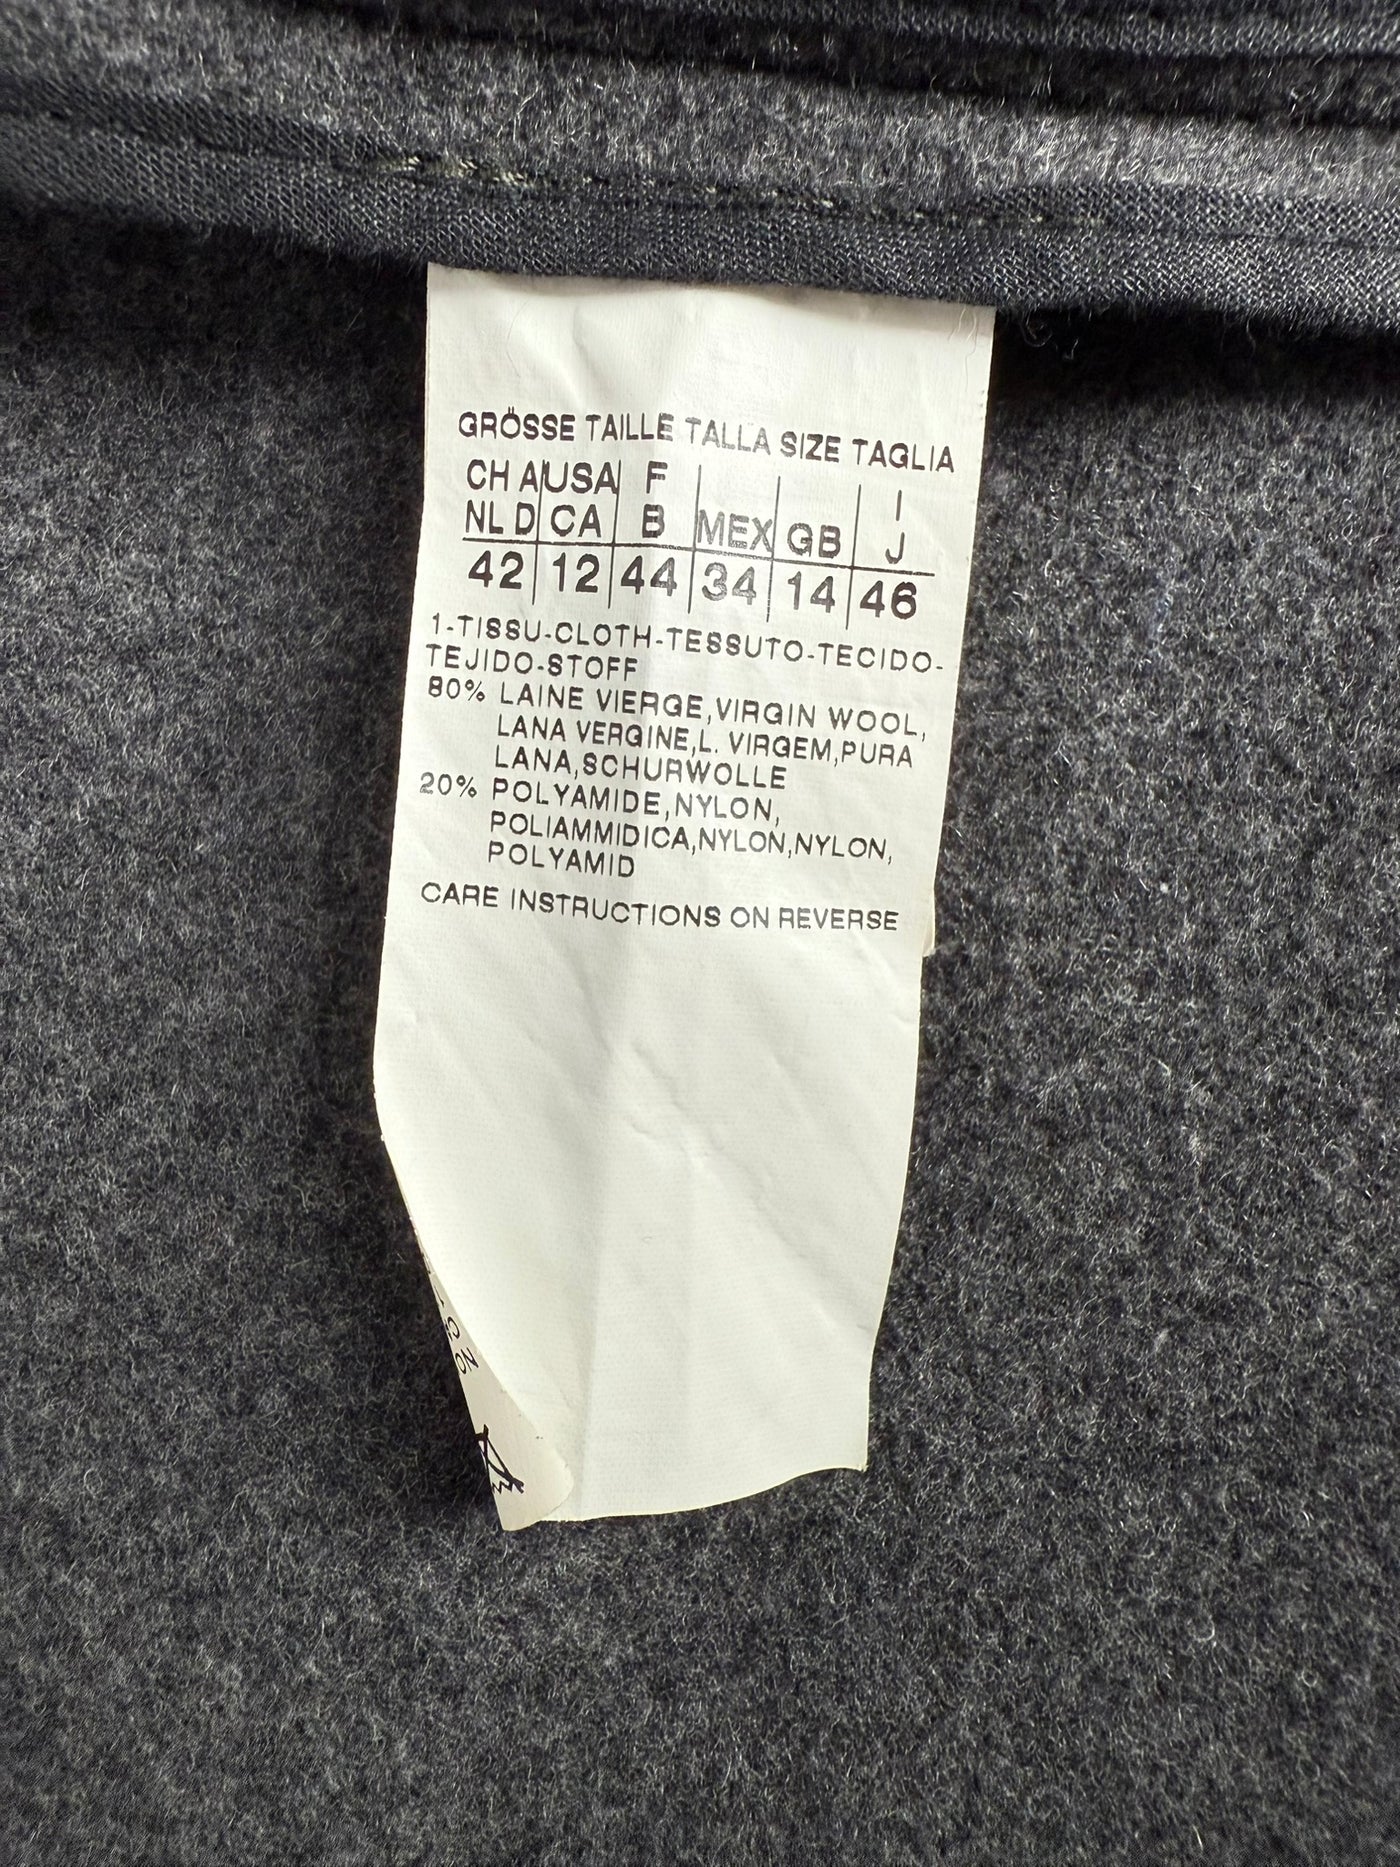 GRÖSSE TAILLE TALLA SIZE TAGLIA
CH A USA F I
NL D CA B MEX GB J
42 12 44 34 14 46
1-TISSU-CLOTH-TESSUTO-TECIDO-
TEJIDO-STOFF
80% LAINE VIERGE,VIRGIN WOOL,
LANA VERGINE,L. VIRGEM,PURA
LANA,SCHURWOLLE
20% POLYAMIDE,NYLON,
POLIAMMIDICA,NYLON,NYLON,
POLYAMID
CARE INSTRUCTIONS ON REVERSE